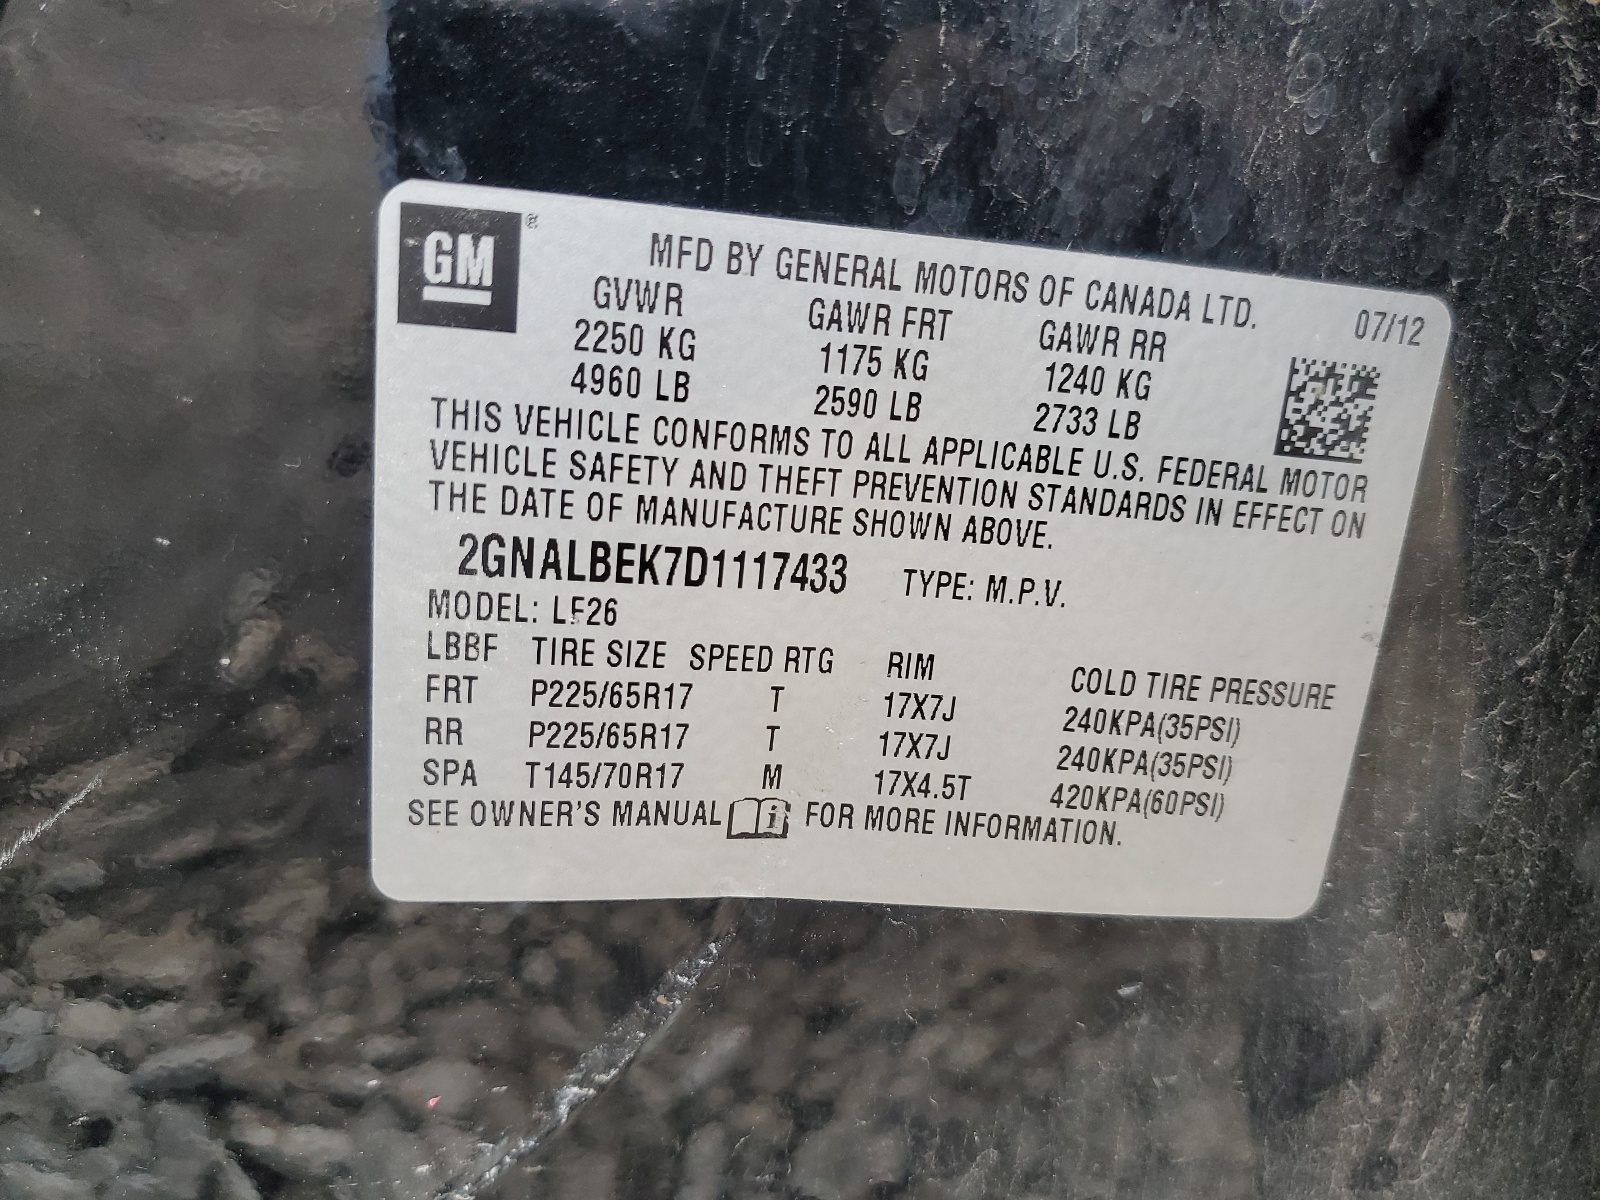 GM ®
MFD BY GENERAL MOTORS OF CANADA LTD.
07/12
GVWR GAWR FRT GAWR RR
2250 KG 1175 KG 1240 KG
4960 LB 2590 LB 2733 LB
THIS VEHICLE CONFORMS TO ALL APPLICABLE U.S. FEDERAL MOTOR
VEHICLE SAFETY AND THEFT PREVENTION STANDARDS IN EFFECT ON
THE DATE OF MANUFACTURE SHOWN ABOVE.
2GNALBEK7D1117433 TYPE: M.P.V.
MODEL: LF26
LBBF TIRE SIZE SPEED RTG RIM COLD TIRE PRESSURE
FRT P225/65R17 T 17X7J 240KPA(35PSI)
RR P225/65R17 T 17X7J 240KPA(35PSI)
SPA T145/70R17 M 17X4.5T 420KPA(60PSI)
SEE OWNER'S MANUAL i FOR MORE INFORMATION.